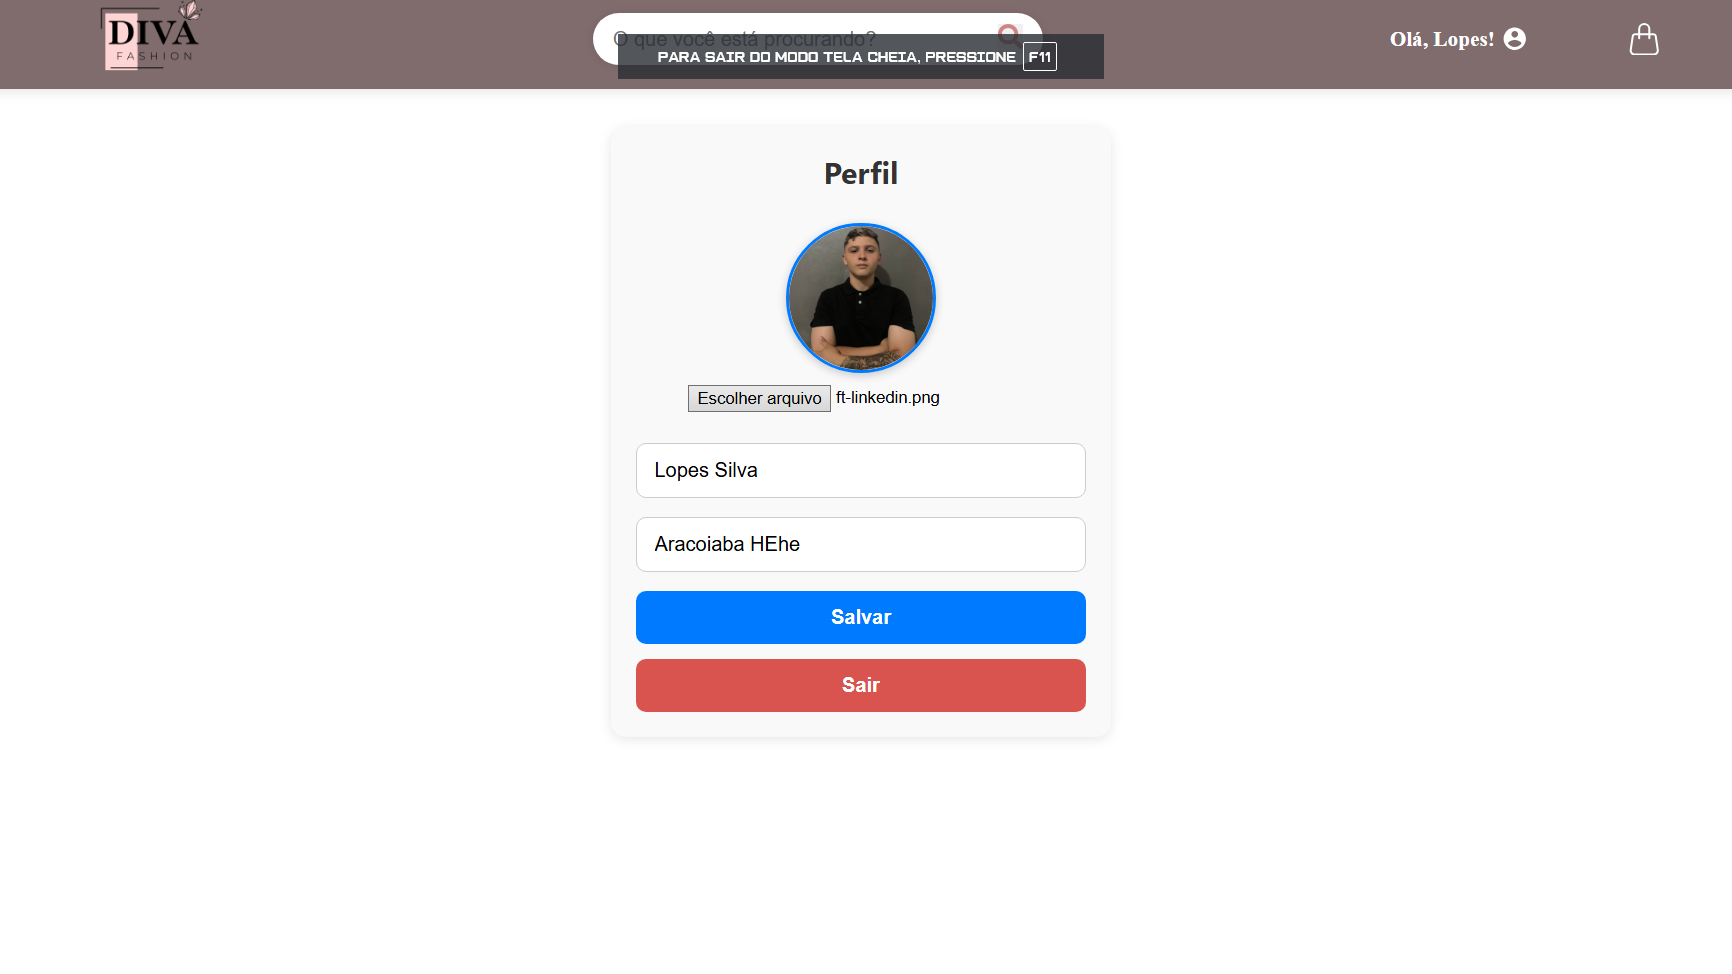 DIVA
FASHION
O que você está procurando?
PARA SAIR DO MODO TELA CHEIA, PRESSIONE F11
Olá, Lopes!
Perfil
Escolher arquivo ft-linkedin.png
Lopes Silva
Aracoiaba HEhe
Salvar
Sair